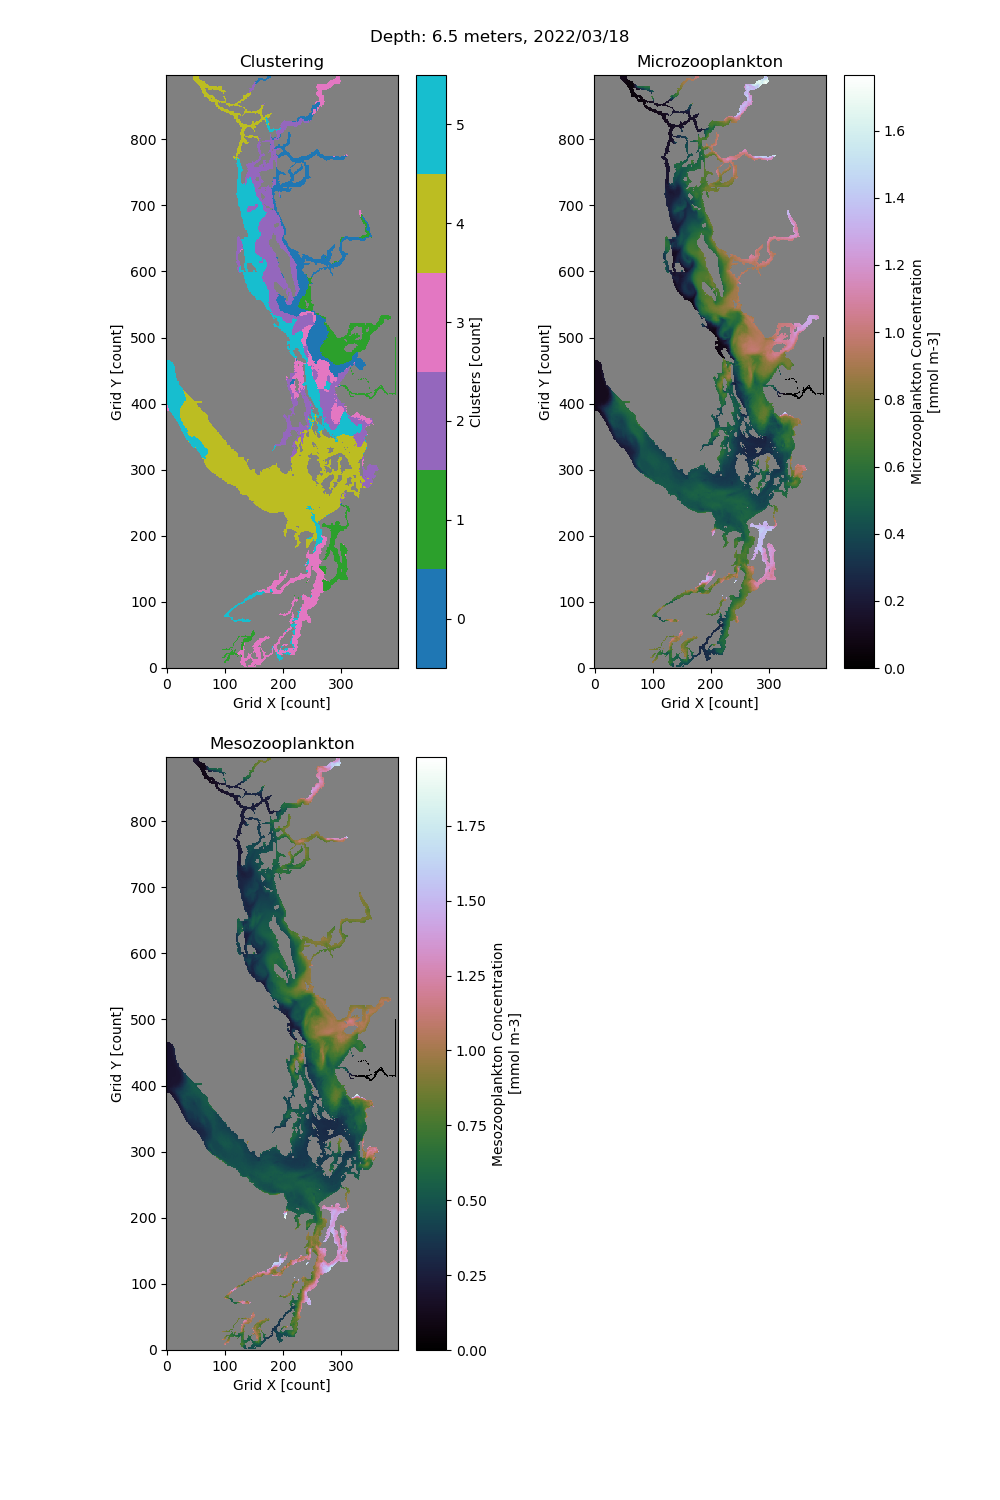 Depth: 6.5 meters, 2022/03/18
Clustering
800
700
600
500
400
300
200
100
0
Grid Y [count]
0 100 200 300
Grid X [count]
5
4
3
2
1
0
Clusters [count]
Microzooplankton
800
700
600
500
400
300
200
100
0
Grid Y [count]
0 100 200 300
Grid X [count]
1.6
1.4
1.2
1.0
0.8
0.6
0.4
0.2
0.0
Microzooplankton Concentration
[mmol m-3]
Mesozooplankton
800
700
600
500
400
300
200
100
0
Grid Y [count]
0 100 200 300
Grid X [count]
1.75
1.50
1.25
1.00
0.75
0.50
0.25
0.00
Mesozooplankton Concentration
[mmol m-3]